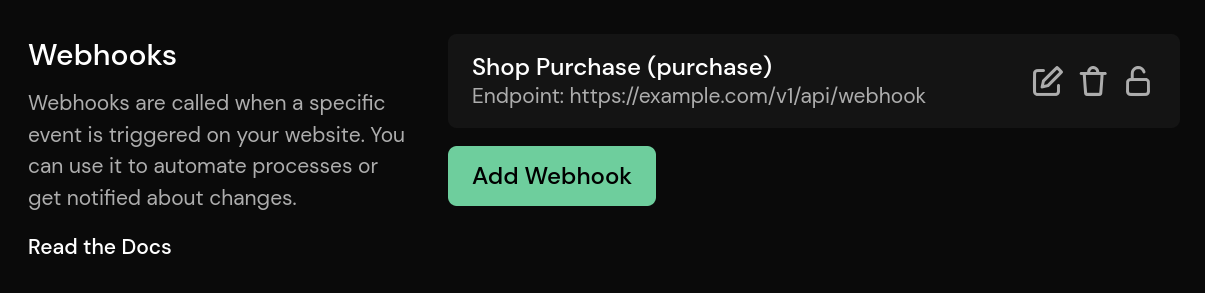 Webhooks
Webhooks are called when a specific
event is triggered on your website. You
can use it to automate processes or
get notified about changes.
Read the Docs
Shop Purchase (purchase)
Endpoint: https://example.com/v1/api/webhook
Add Webhook